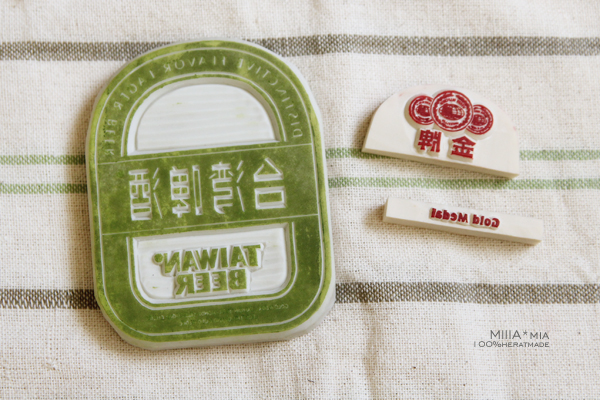 DISTINCTIVE FLAVOR LAGER BEER
台灣啤酒
TAIWAN®
BEER
金牌
Gold Medal
MIIIA*MIA
100%HERATMADE